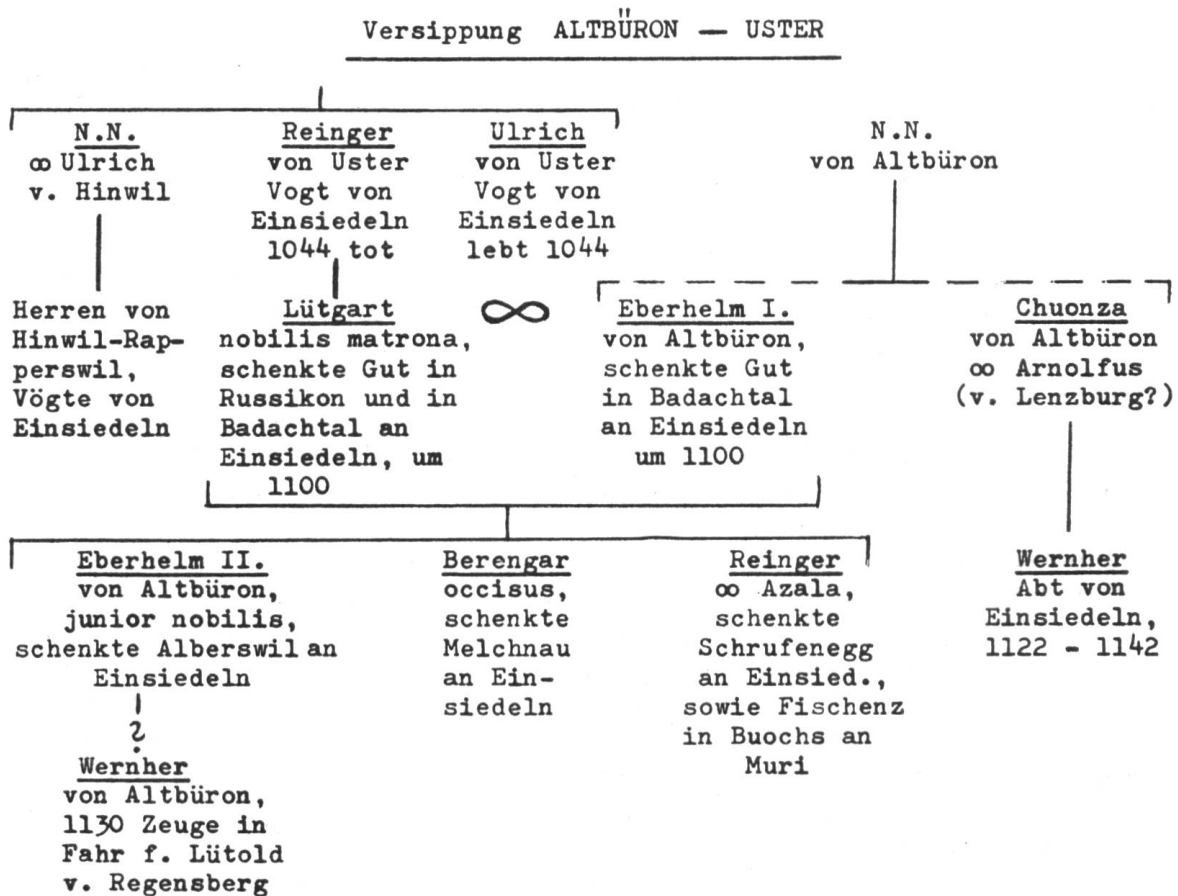 Versippung ALTBÜRON — USTER
N.N.
∞ Ulrich
v. Hinwil
Reinger
von Uster
Vogt von
Einsiedeln
1044 tot
Ulrich
von Uster
Vogt von
Einsiedeln
lebt 1044
N.N.
von Altbüron
Herren von
Hinwil-Rap-
perswil,
Vögte von
Einsiedeln
Lütgart
nobilis matrona,
schenkte Gut in
Russikon und in
Badachtal an
Einsiedeln, um
1100
∞
Eberhelm I.
von Altbüron,
schenkte Gut
in Badachtal
an Einsiedeln
um 1100
Chuonza
von Altbüron
∞ Arnolfus
(v. Lenzburg?)
Eberhelm II.
von Altbüron,
junior nobilis,
schenkte Alberswil an
Einsiedeln
Berengar
occisus,
schenkte
Melchnau
an Ein-
siedeln
Reinger
∞ Azala,
schenkte
Schrufenegg
an Einsied.,
sowie Fischenz
in Buochs an
Muri
Wernher
Abt von
Einsiedeln,
1122 - 1142
?
Wernher
von Altbüron,
1130 Zeuge in
Fahr f. Lütold
v. Regensberg